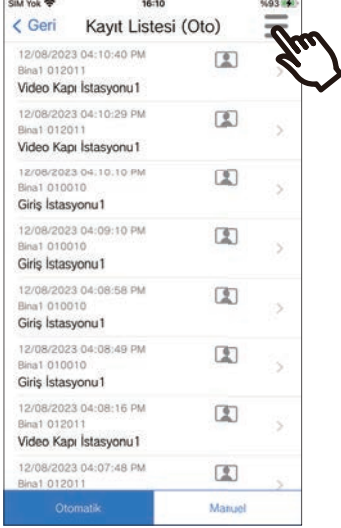 SIM Yok 16:10 %93
Geri Kayıt Listesi (Oto)
12/08/2023 04:10:40 PM
Bina1 012011
Video Kapı İstasyonu1
12/08/2023 04:10:29 PM
Bina1 012011
Video Kapı İstasyonu1
12/08/2023 04:10:10 PM
Bina1 010010
Giriş İstasyonu1
12/08/2023 04:09:10 PM
Bina1 010010
Giriş İstasyonu1
12/08/2023 04:08:58 PM
Bina1 010010
Giriş İstasyonu1
12/08/2023 04:08:49 PM
Bina1 010010
Giriş İstasyonu1
12/08/2023 04:08:16 PM
Bina1 012011
Video Kapı İstasyonu1
12/08/2023 04:07:48 PM
Bina1 012011
Otomatik Manuel